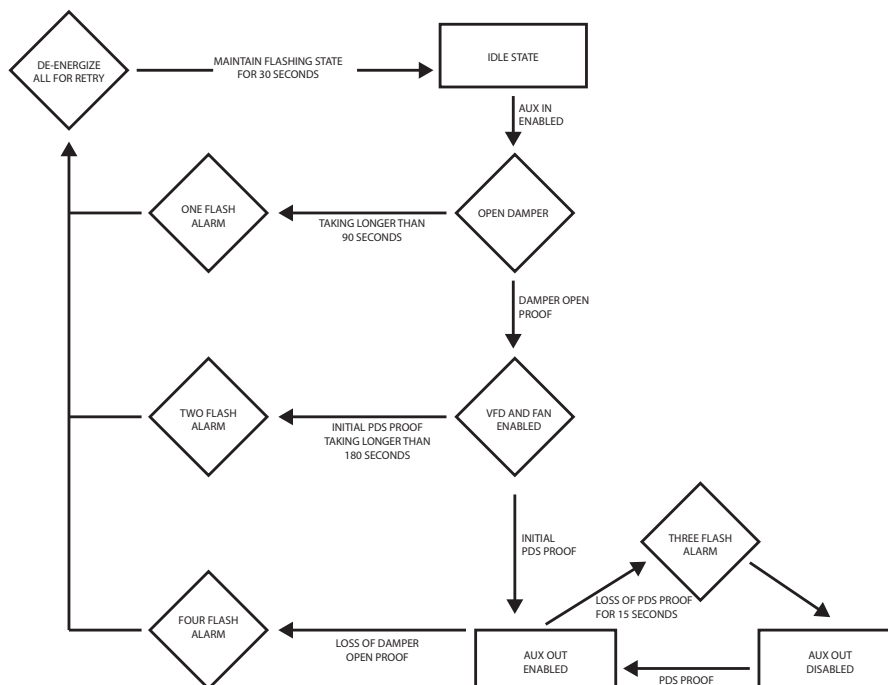 DE-ENERGIZE
ALL FOR RETRY
MAINTAIN FLASHING STATE
FOR 30 SECONDS
IDLE STATE
AUX IN
ENABLED
ONE FLASH
ALARM
TAKING LONGER THAN
90 SECONDS
OPEN DAMPER
DAMPER OPEN
PROOF
TWO FLASH
ALARM
INITIAL PDS PROOF
TAKING LONGER THAN
180 SECONDS
VFD AND FAN
ENABLED
INITIAL
PDS PROOF
THREE FLASH
ALARM
LOSS OF PDS PROOF
FOR 15 SECONDS
FOUR FLASH
ALARM
LOSS OF DAMPER
OPEN PROOF
AUX OUT
ENABLED
PDS PROOF
AUX OUT
DISABLED